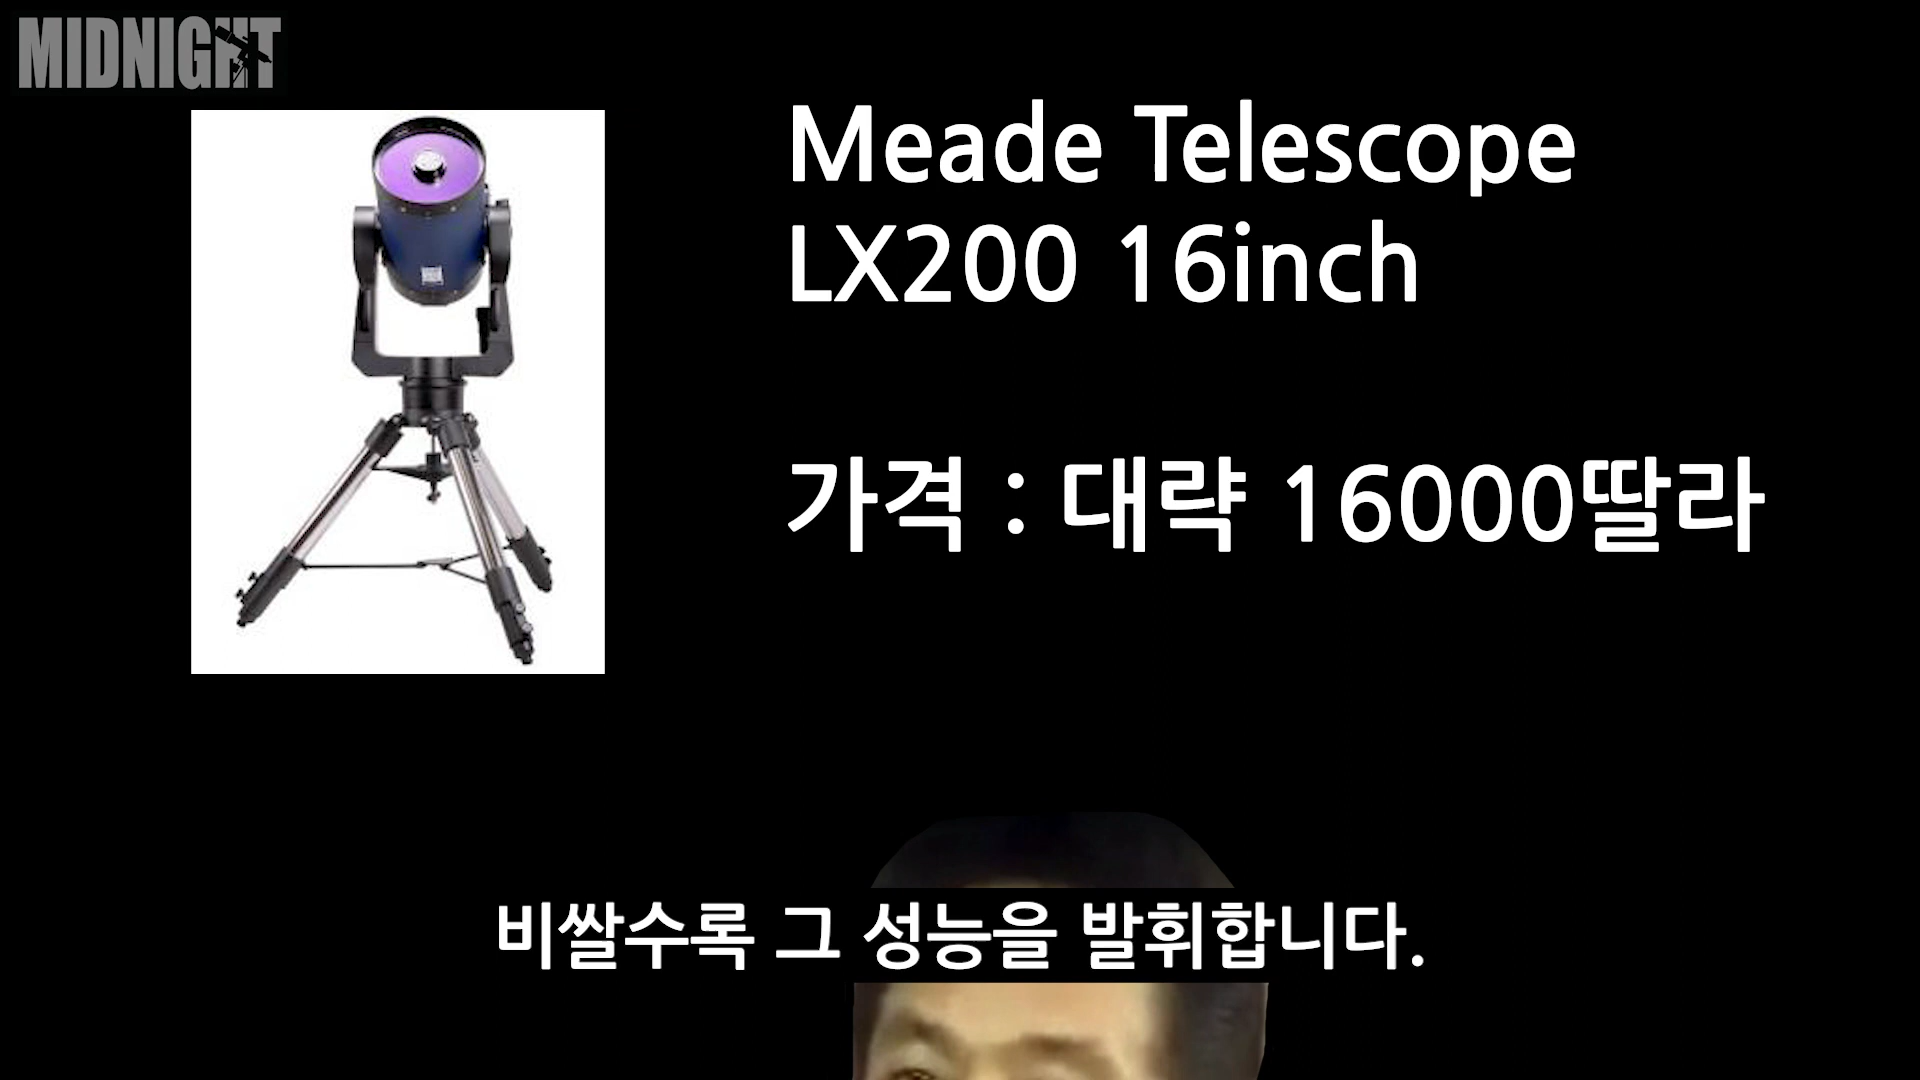 MIDNIGHT
Meade Telescope
LX200 16inch
가격 : 대략 16000딸라
비쌀수록 그 성능을 발휘합니다.